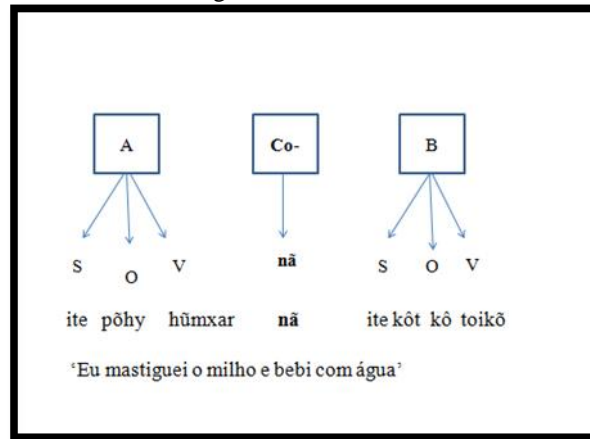 A Co- B
S O V nã S O V
ite põhy hũmxar nã ite kôt kô toikõ
‘Eu mastiguei o milho e bebi com água’